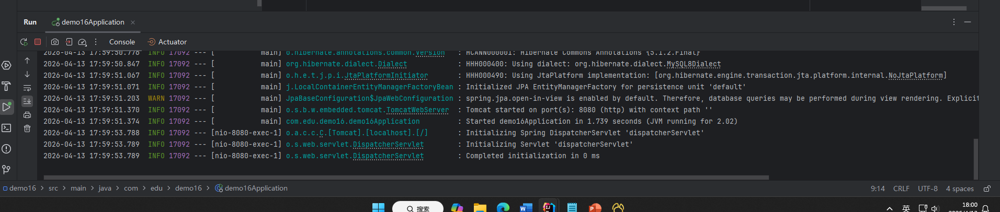 Run demo16Application
Console Actuator
2026-04-13 17:59:50.776 INFO 17092 --- [ main] o.hibernate.annotations.common.Version : HCANN000001: Hibernate Commons Annotations {5.1.2.Final}
2026-04-13 17:59:50.847 INFO 17092 --- [ main] org.hibernate.dialect.Dialect : HHH000400: Using dialect: org.hibernate.dialect.MySQL8Dialect
2026-04-13 17:59:51.067 INFO 17092 --- [ main] o.h.e.t.j.p.i.JtaPlatformInitiator : HHH000490: Using JtaPlatform implementation: [org.hibernate.engine.transaction.jta.platform.internal.NoJtaPlatform]
2026-04-13 17:59:51.071 INFO 17092 --- [ main] j.LocalContainerEntityManagerFactoryBean : Initialized JPA EntityManagerFactory for persistence unit 'default'
2026-04-13 17:59:51.203 WARN 17092 --- [ main] JpaBaseConfiguration$JpaWebConfiguration : spring.jpa.open-in-view is enabled by default. Therefore, database queries may be performed during view rendering. Explicit
2026-04-13 17:59:51.370 INFO 17092 --- [ main] o.s.b.w.embedded.tomcat.TomcatWebServer : Tomcat started on port(s): 8080 (http) with context path ''
2026-04-13 17:59:51.374 INFO 17092 --- [ main] com.edu.demo16.demo16Application : Started demo16Application in 1.739 seconds (JVM running for 2.02)
2026-04-13 17:59:53.788 INFO 17092 --- [nio-8080-exec-1] o.a.c.c.C.[Tomcat].[localhost].[/] : Initializing Spring DispatcherServlet 'dispatcherServlet'
2026-04-13 17:59:53.789 INFO 17092 --- [nio-8080-exec-1] o.s.web.servlet.DispatcherServlet : Initializing Servlet 'dispatcherServlet'
2026-04-13 17:59:53.789 INFO 17092 --- [nio-8080-exec-1] o.s.web.servlet.DispatcherServlet : Completed initialization in 0 ms
demo16 > src > main > java > com > edu > demo16 > demo16Application 9:14 CRLF UTF-8 4 spaces
搜索 英 18:00